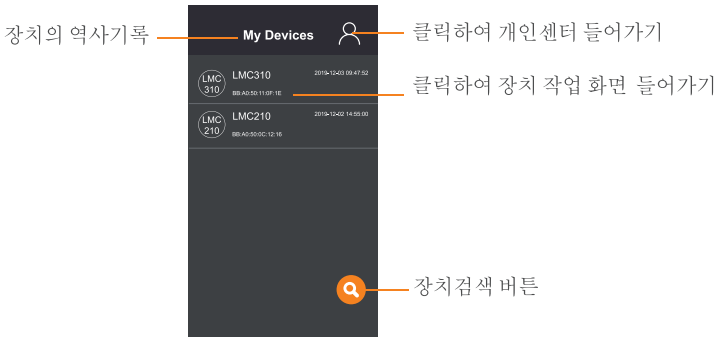 장치의 역사기록
My Devices
클릭하여 개인센터 들어가기
LMC
310
LMC310
2019-12-03 09:47:52
BB:A0:50:11:0F:1E
클릭하여 장치 작업 화면 들어가기
LMC
210
LMC210
2019-12-02 14:55:00
BB:A0:50:0C:12:16
장치검색 버튼